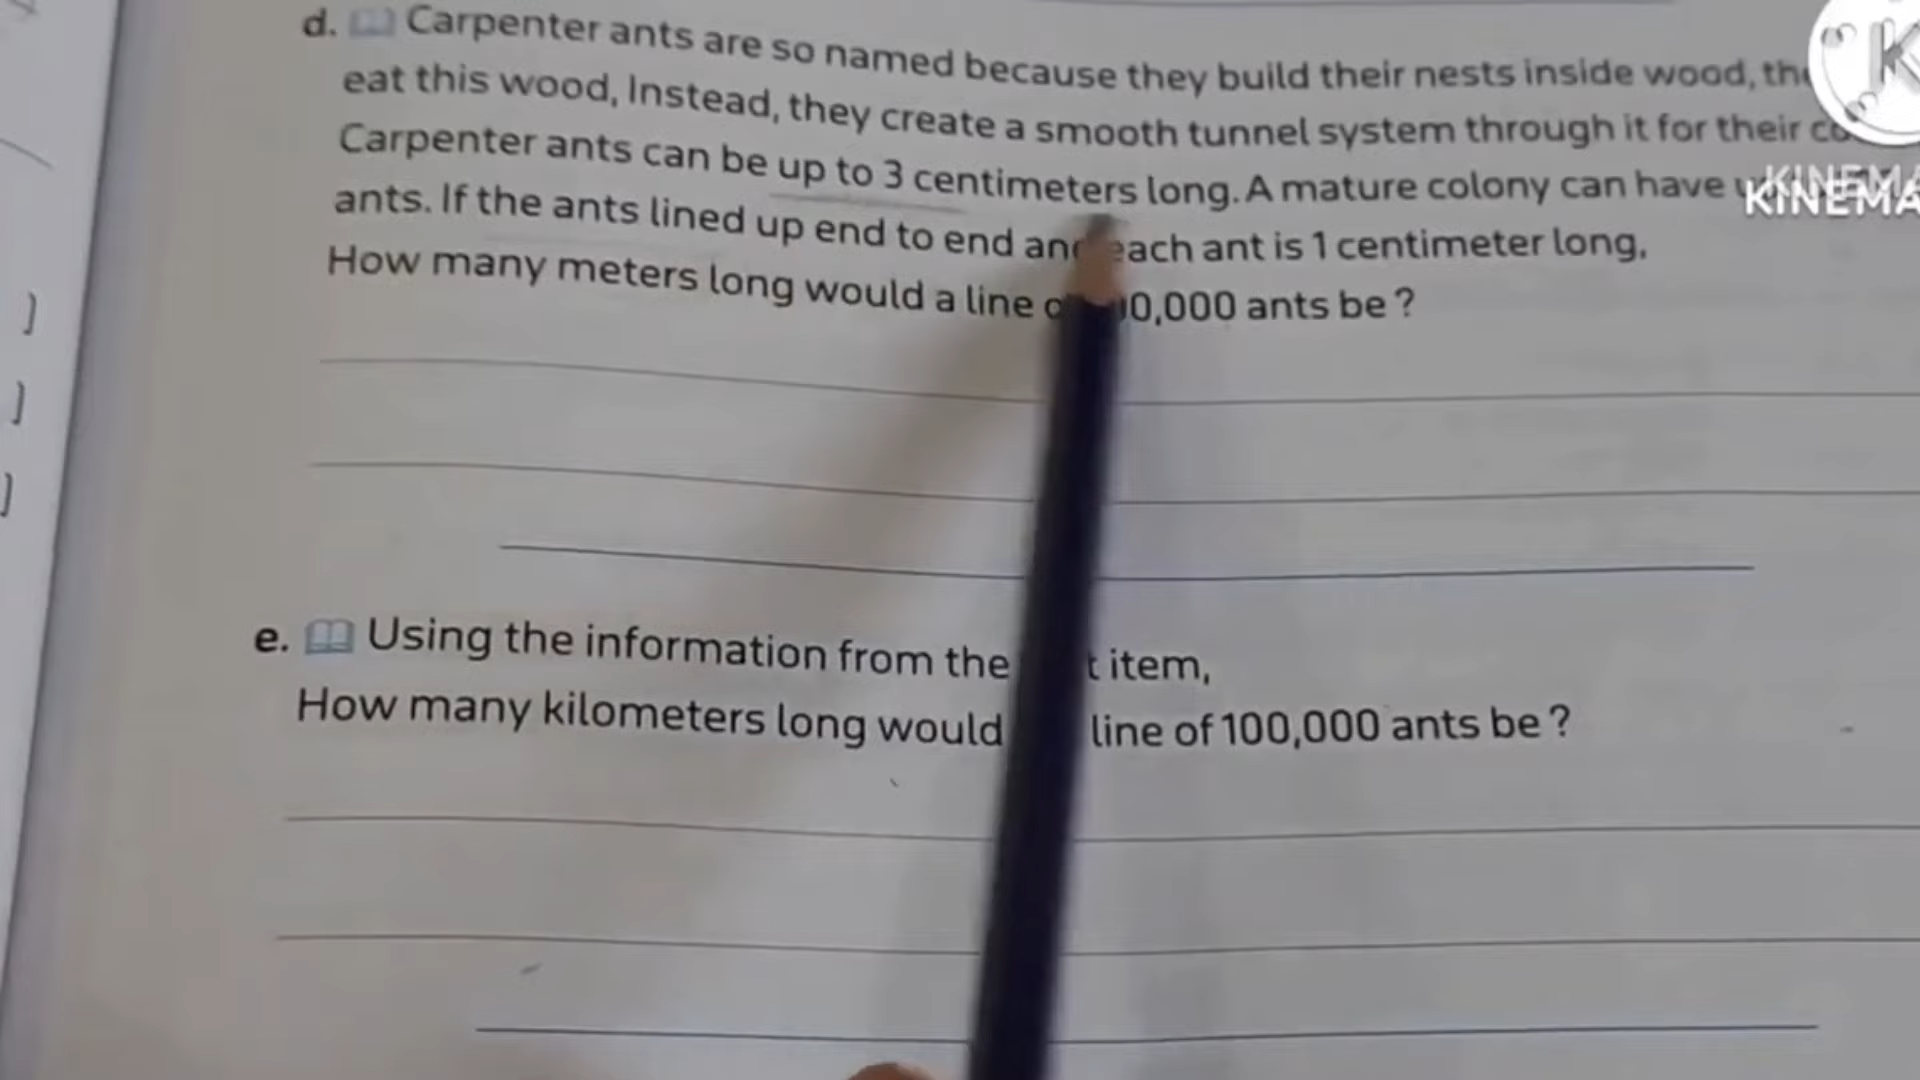 d. Carpenter ants are so named because they build their nests inside wood,
eat this wood, Instead, they create a smooth tunnel system through it for their
Carpenter ants can be up to 3 centimeters long. A mature colony can have
ants. If the ants lined up end to end and each ant is 1 centimeter long,
How many meters long would a line 0,000 ants be ?
e. Using the information from the item,
How many kilometers long would line of 100,000 ants be ?
K
KINEMA
]
]
]